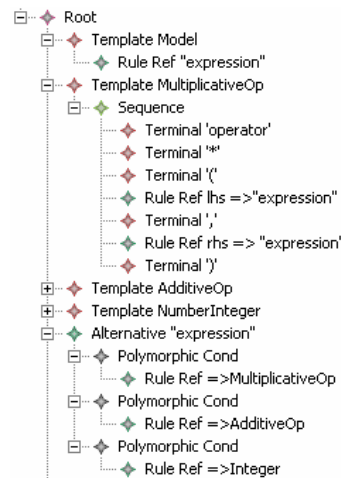 Root
Template Model
Rule Ref "expression"
Template MultiplicativeOp
Sequence
Terminal 'operator'
Terminal '*'
Terminal '('
Rule Ref lhs =>"expression"
Terminal ','
Rule Ref rhs => "expression'
Terminal ')'
Template AdditiveOp
Template NumberInteger
Alternative "expression"
Polymorphic Cond
Rule Ref =>MultiplicativeOp
Polymorphic Cond
Rule Ref =>AdditiveOp
Polymorphic Cond
Rule Ref =>Integer